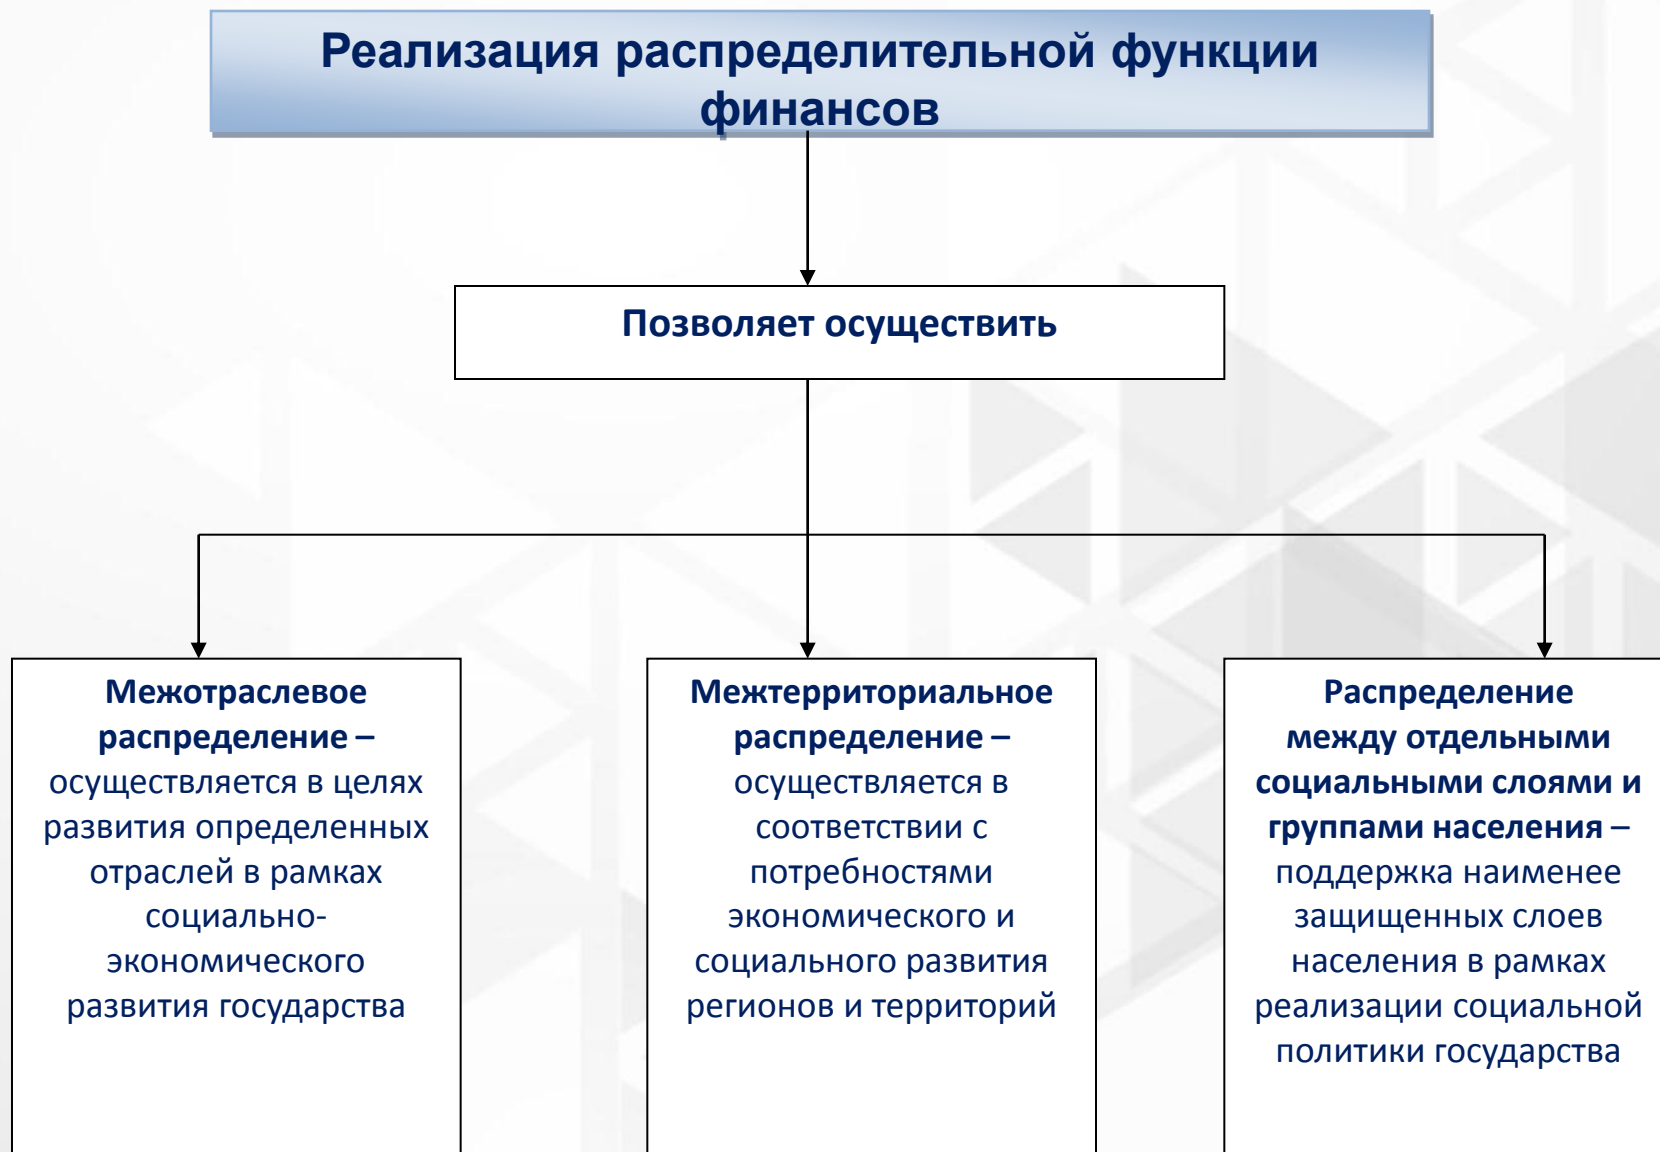 Реализация распределительной функции
финансов
Позволяет осуществить
Межотраслевое
распределение –
осуществляется в целях
развития определенных
отраслей в рамках
социально-
экономического
развития государства
Межтерриториальное
распределение –
осуществляется в
соответствии с
потребностями
экономического и
социального развития
регионов и территорий
Распределение
между отдельными
социальными слоями и
группами населения –
поддержка наименее
защищенных слоев
населения в рамках
реализации социальной
политики государства